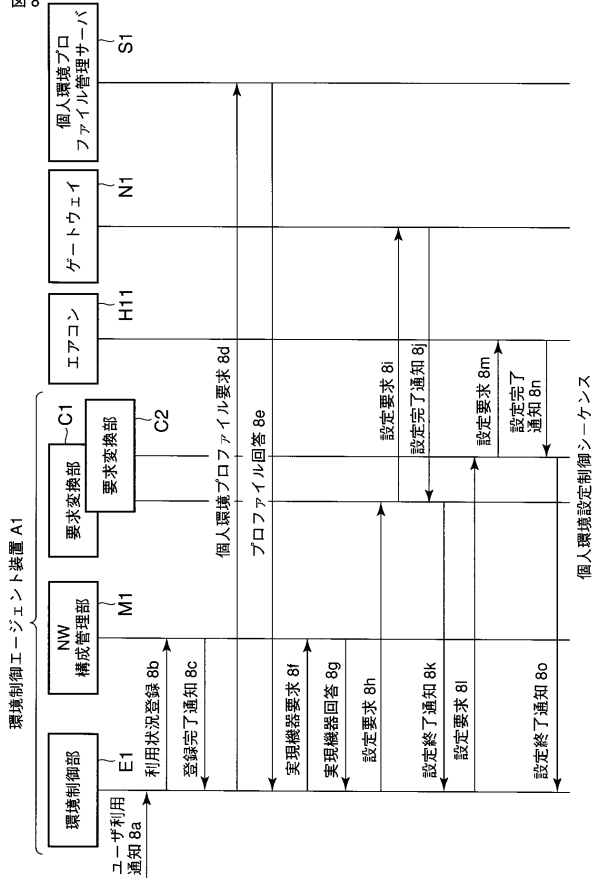 図8
環境制御エージェント装置 A1
環境制御部
E1
NW
構成管理部
M1
要求変換部
C1
要求変換部
C2
エアコン
H11
ゲートウェイ
N1
個人環境プロ
ファイル管理サーバ
S1
ユーザ利用
通知 8a
利用状況登録 8b
登録完了通知 8c
個人環境プロファイル要求 8d
プロファイル回答 8e
実現機器要求 8f
実現機器回答 8g
設定要求 8h
設定要求 8i
設定完了通知 8j
設定終了通知 8k
設定要求 8l
設定要求 8m
設定完了
通知 8n
設定終了通知 8o
個人環境設定制御シーケンス